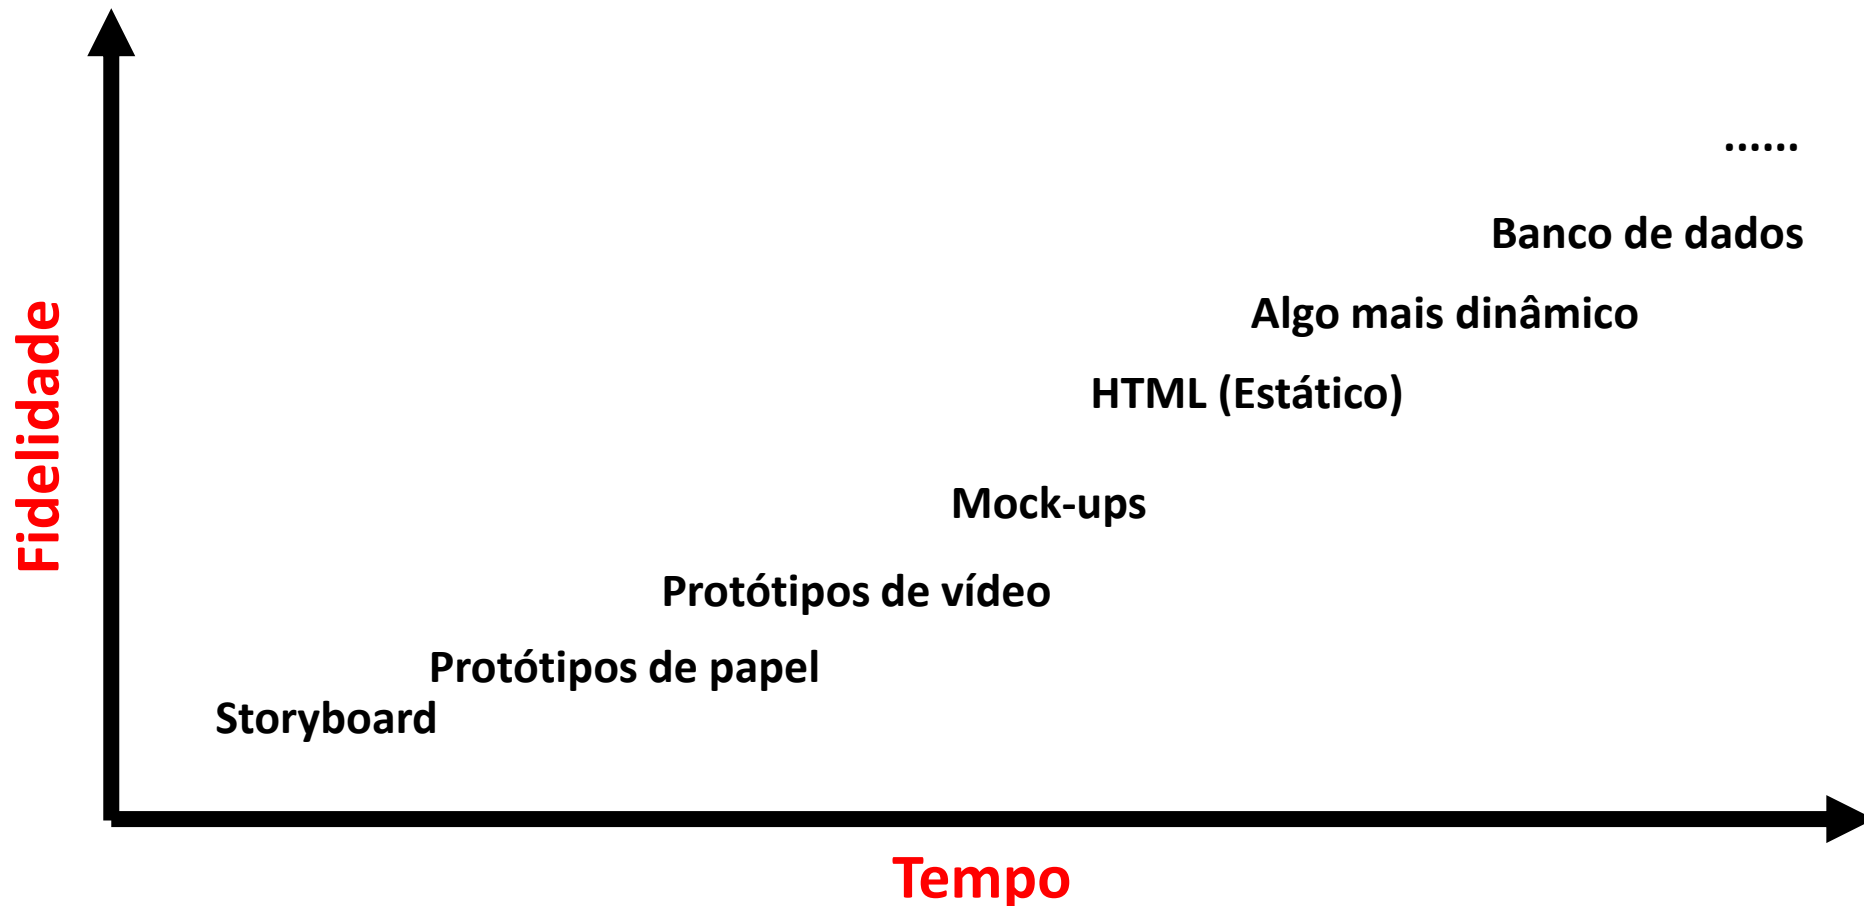 ......
Banco de dados
Algo mais dinâmico
HTML (Estático)
Mock-ups
Protótipos de vídeo
Protótipos de papel
Storyboard
Fidelidade
Tempo